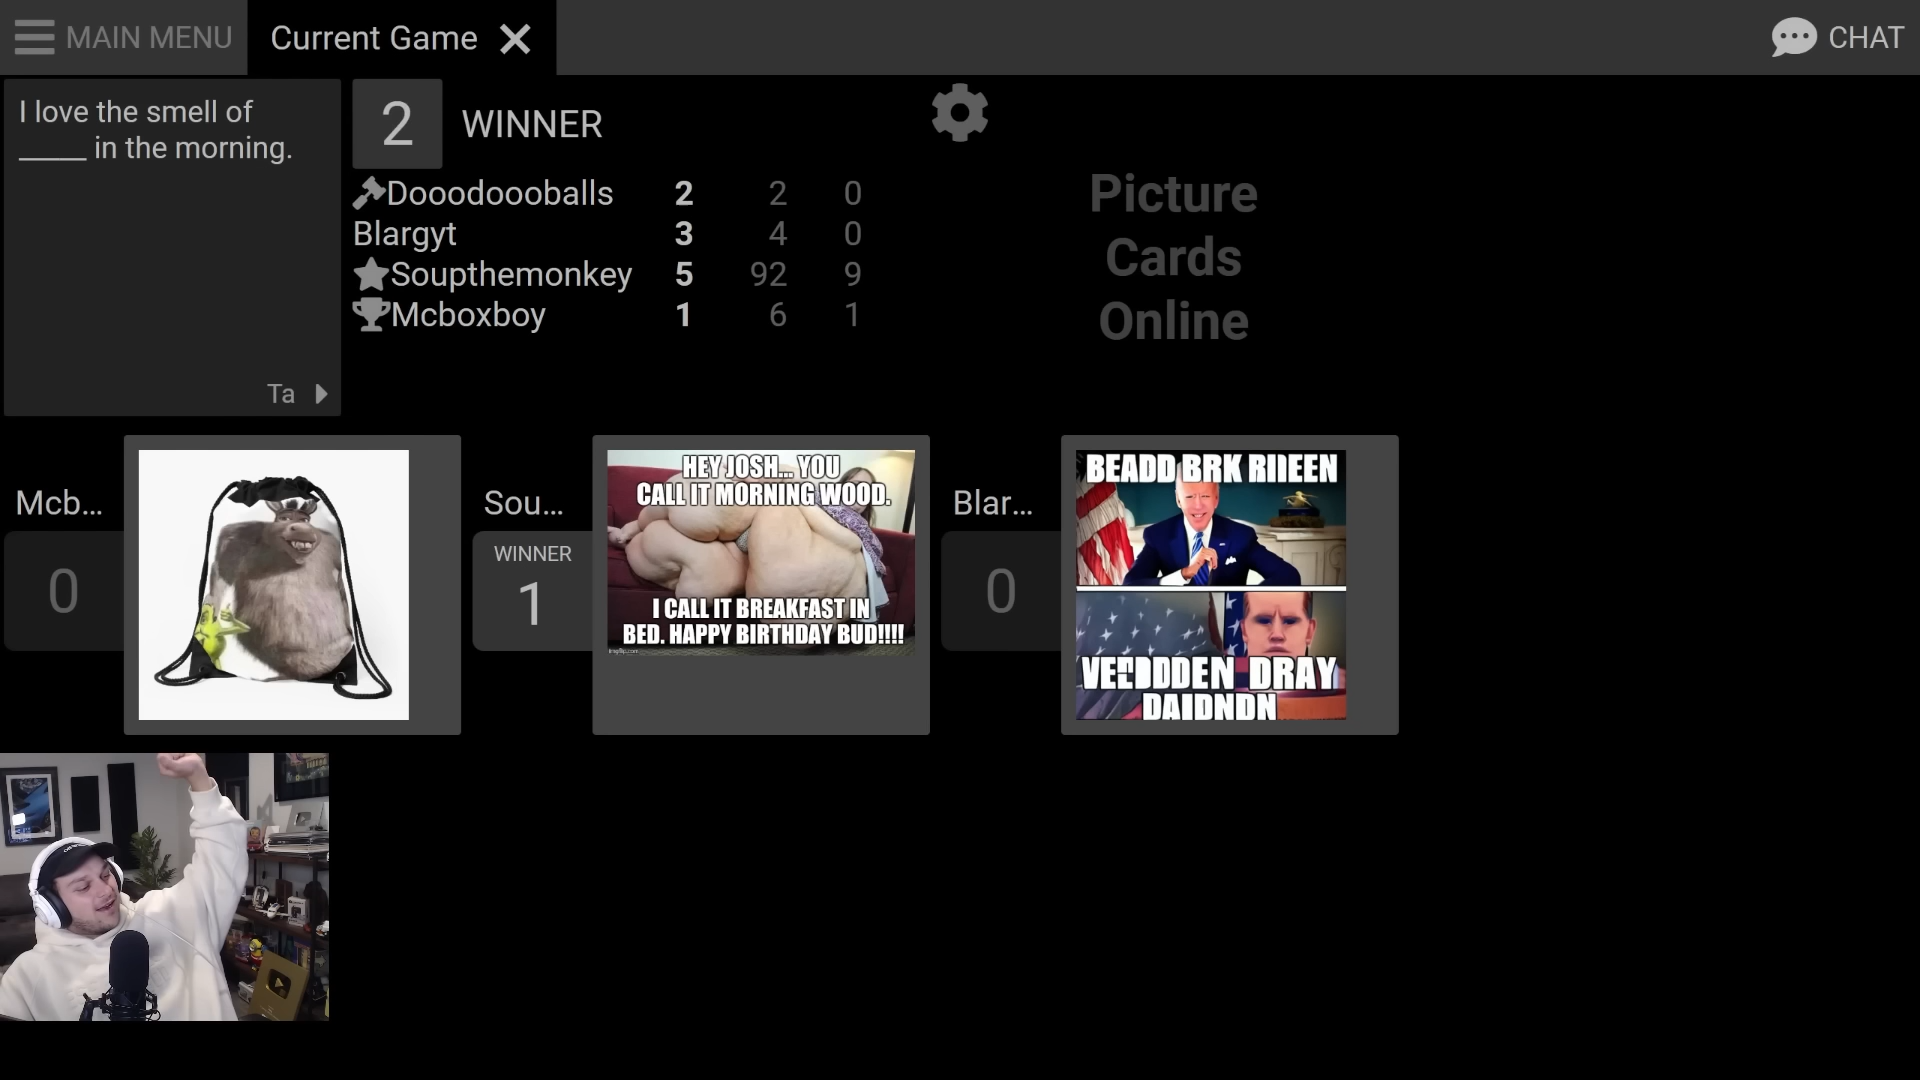 MAIN MENU
Current Game
CHAT
I love the smell of
_____ in the morning.
Ta
2
WINNER
Dooodoooballs 2 2 0
Blargyt 3 4 0
Soupthemonkey 5 92 9
Mcboxboy 1 6 1
Picture
Cards
Online
Mcb...
0
Sou...
WINNER
1
HEY JOSH... YOU
CALL IT MORNING WOOD.
I CALL IT BREAKFAST IN
BED. HAPPY BIRTHDAY BUD!!!!
imgflip.com
Blar...
0
BEADD BRK RIIEEN
DRAY
DAIDNDN